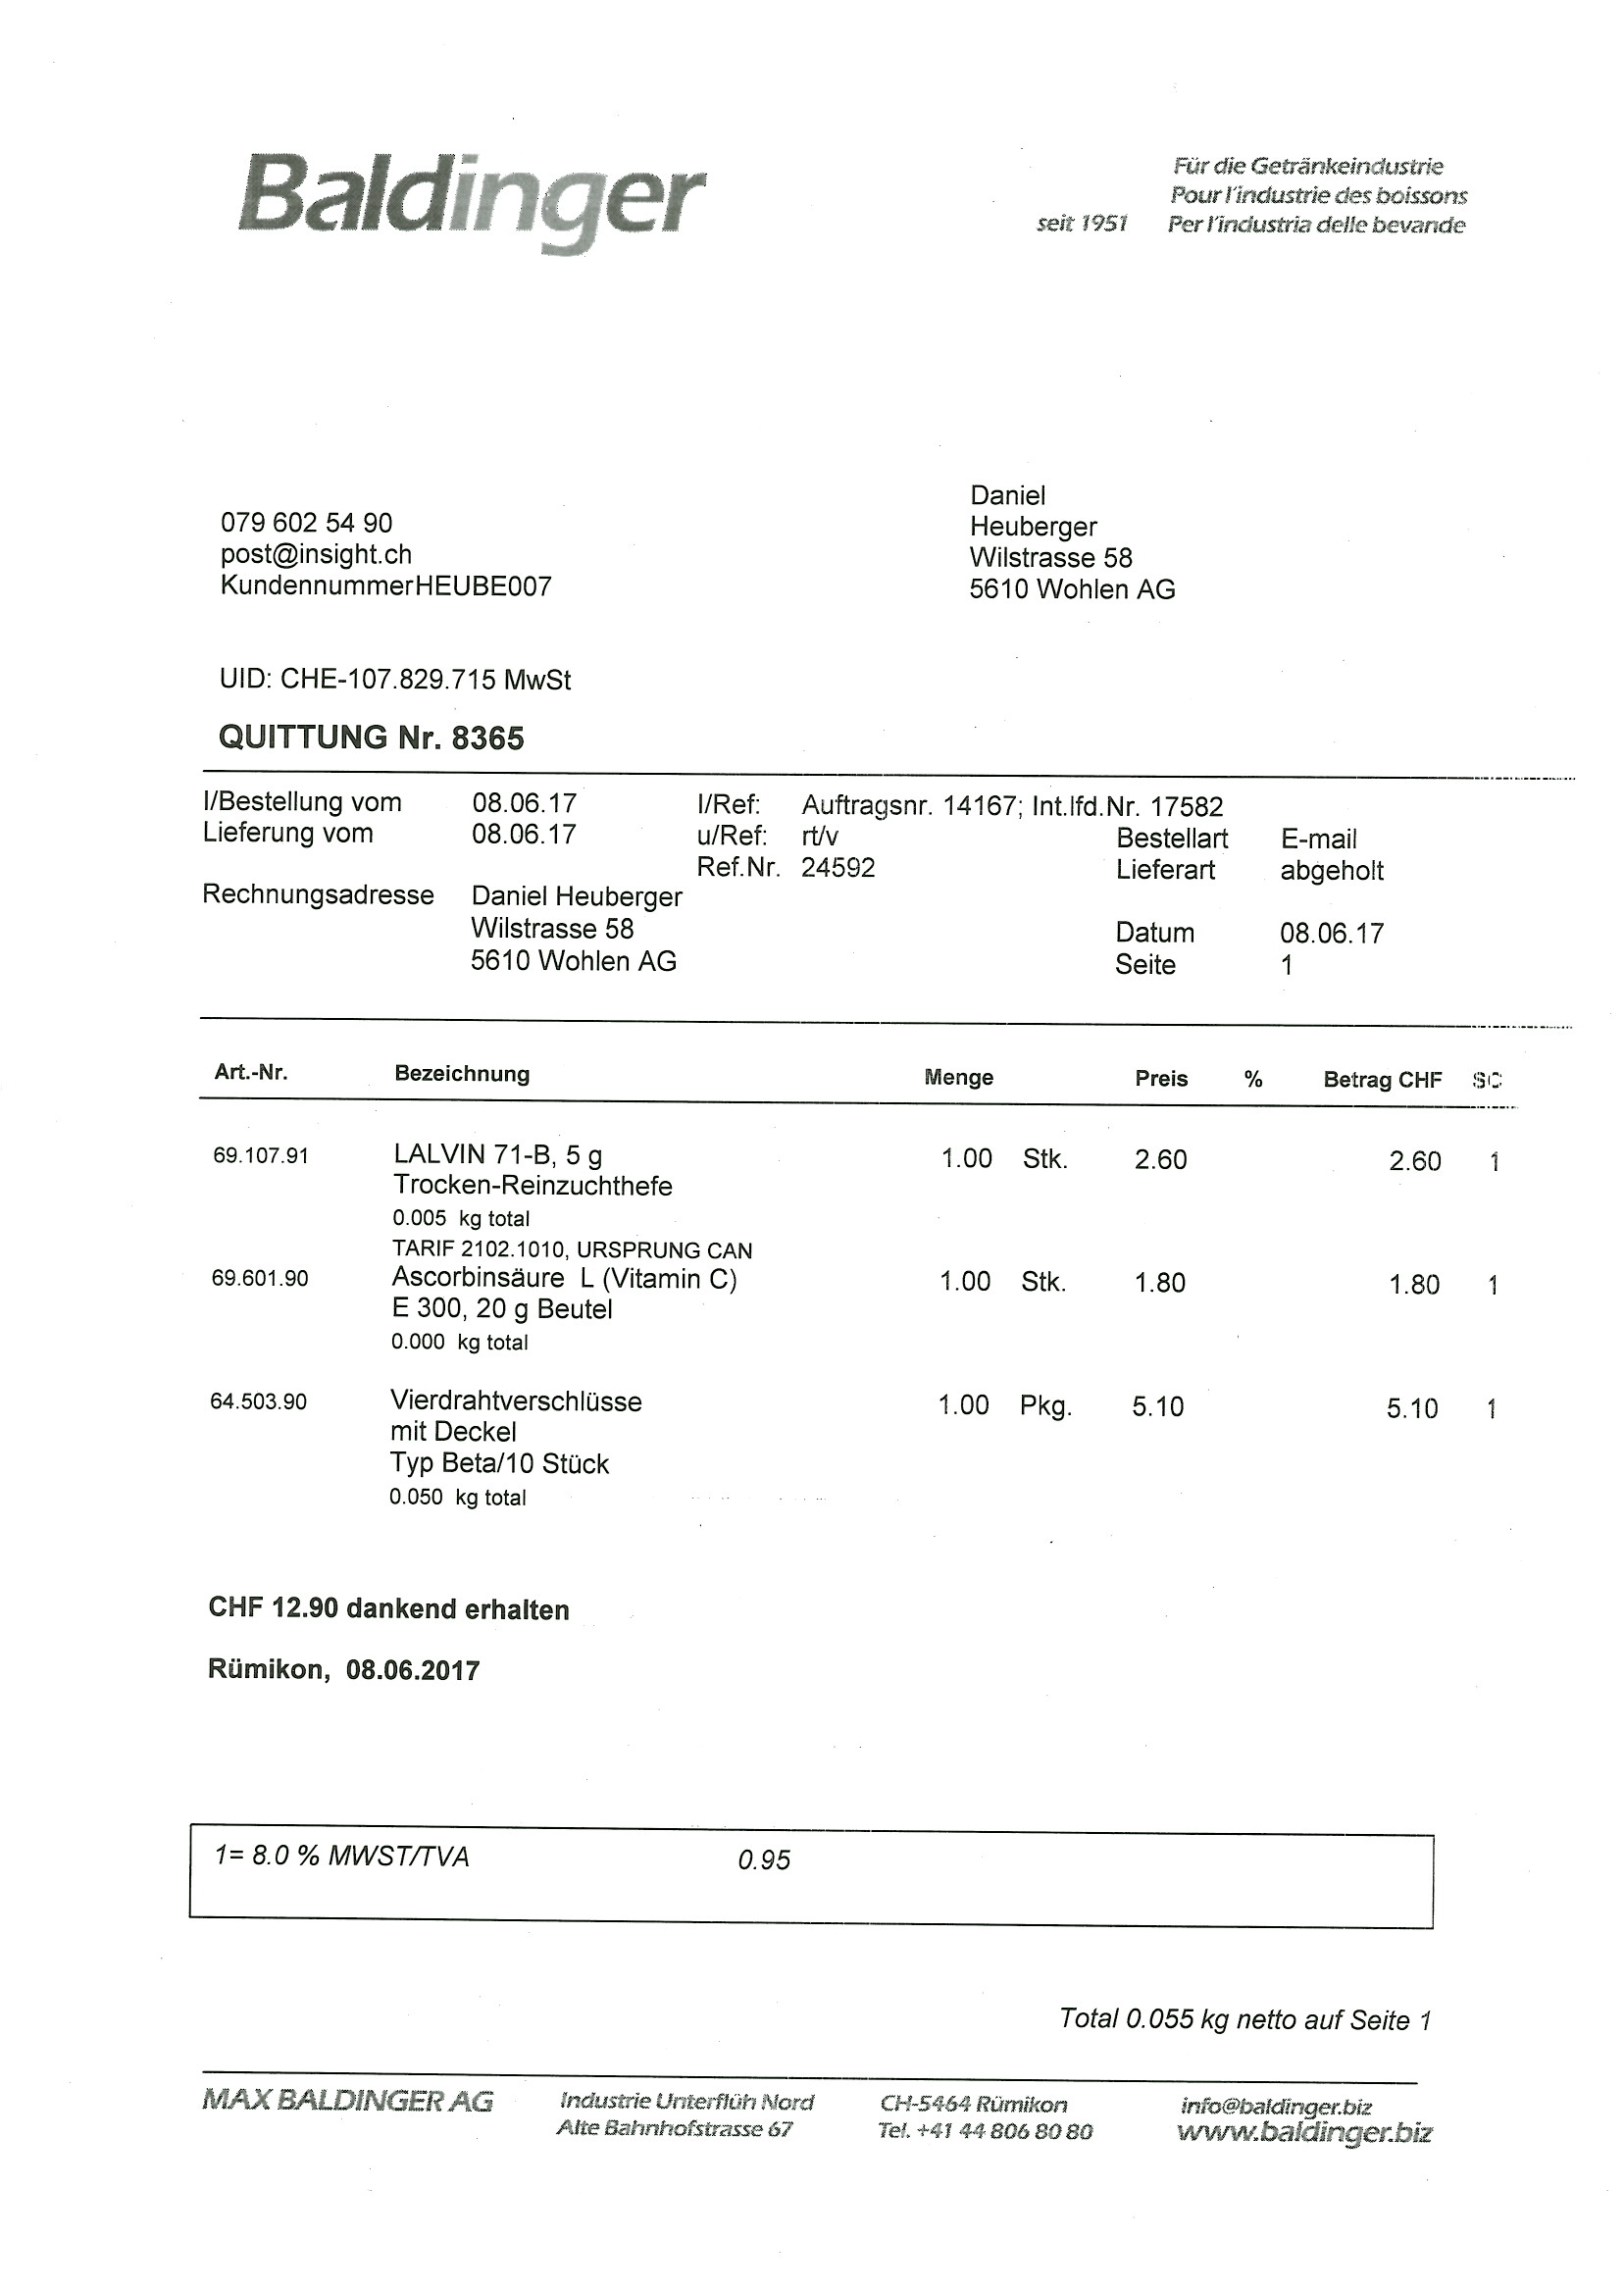 Baldinger
Für die Getränkeindustrie
Pour l'industrie des boissons
seit 1951 Per l'industria delle bevande
Daniel
Heuberger
Wilstrasse 58
5610 Wohlen AG
079 602 54 90
post@insight.ch
KundennummerHEUBE007
UID: CHE-107.829.715 MwSt
QUITTUNG Nr. 8365
I/Bestellung vom 08.06.17 I/Ref: Auftragsnr. 14167; Int.lfd.Nr. 17582
Lieferung vom 08.06.17 u/Ref: rt/v Bestellart E-mail
Ref.Nr. 24592 Lieferart abgeholt
Rechnungsadresse Daniel Heuberger
Wilstrasse 58 Datum 08.06.17
5610 Wohlen AG Seite 1
Art.-Nr. Bezeichnung Menge Preis % Betrag CHF SC
69.107.91 LALVIN 71-B, 5 g 1.00 Stk. 2.60 2.60 1
Trocken-Reinzuchthefe
0.005 kg total
TARIF 2102.1010, URSPRUNG CAN
69.601.90 Ascorbinsäure L (Vitamin C) 1.00 Stk. 1.80 1.80 1
E 300, 20 g Beutel
0.000 kg total
64.503.90 Vierdrahtverschlüsse 1.00 Pkg. 5.10 5.10 1
mit Deckel
Typ Beta/10 Stück
0.050 kg total
CHF 12.90 dankend erhalten
Rümikon, 08.06.2017
1= 8.0 % MWST/TVA 0.95
Total 0.055 kg netto auf Seite 1
MAX BALDINGER AG Industrie Unterflüh Nord CH-5464 Rümikon info@baldinger.biz
Alte Bahnhofstrasse 67 Tel. +41 44 806 80 80 www.baldinger.biz